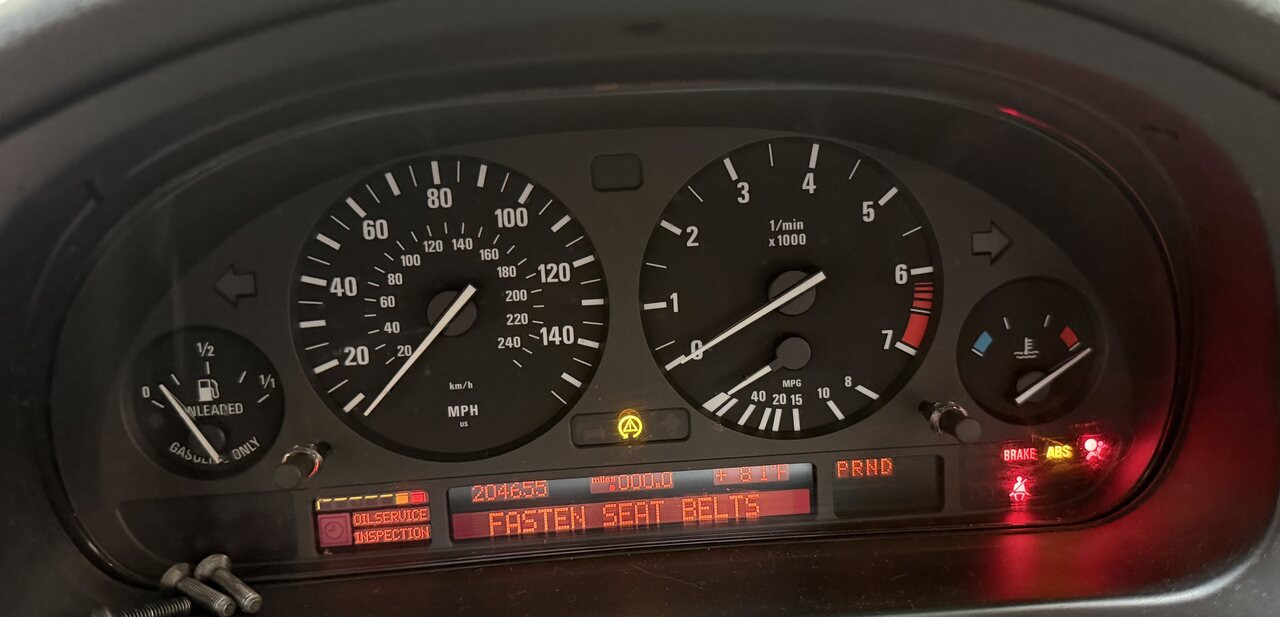 0
1/2
1/1
UNLEADED
GASOLINE ONLY
20
40
60
80
100
120
140
20
40
60
80
100
120
140
160
180
200
220
240
km/h
MPH
US
0
1
2
3
4
5
6
7
1/min
x1000
MPG
40 20 15 10 8
OILSERVICE
INSPECTION
204655
miles 000.0
+ 81°F
FASTEN SEAT BELTS
PRND
BRAKE
ABS